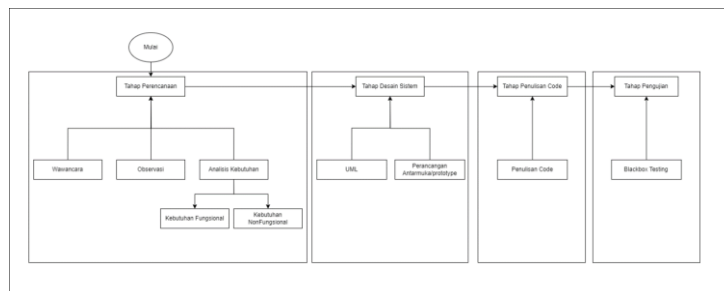 Mulai
Tahap Perencanaan
Tahap Desain Sistem
Tahap Penulisan Code
Tahap Pengujian
Wawancara
Observasi
Analisis Kebutuhan
UML
Perancangan
Antarmuka/prototype
Penulisan Code
Blackbox Testing
Kebutuhan Fungsional
Kebutuhan
NonFungsional